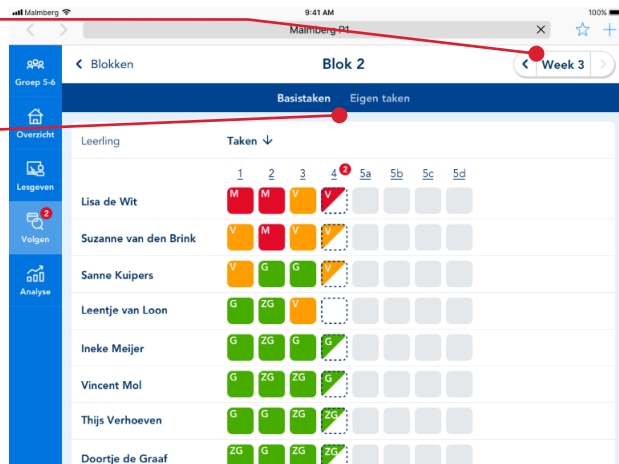 Malmberg 9:41 AM 100%
Malmberg P1
Groep 5-6
Overzicht
Lesgeven
2
Volgen
Analyse
Blokken Blok 2 Week 3
Basistaken Eigen taken
Leerling Taken
1 2 3 4 2 5a 5b 5c 5d
Lisa de Wit M M V V
Suzanne van den Brink V M V V
Sanne Kuipers V G G V
Leentje van Loon G ZG V
Ineke Meijer G ZG G G
Vincent Mol G ZG ZG G
Thijs Verhoeven G G ZG ZG
Doortje de Graaf ZG G ZG ZG